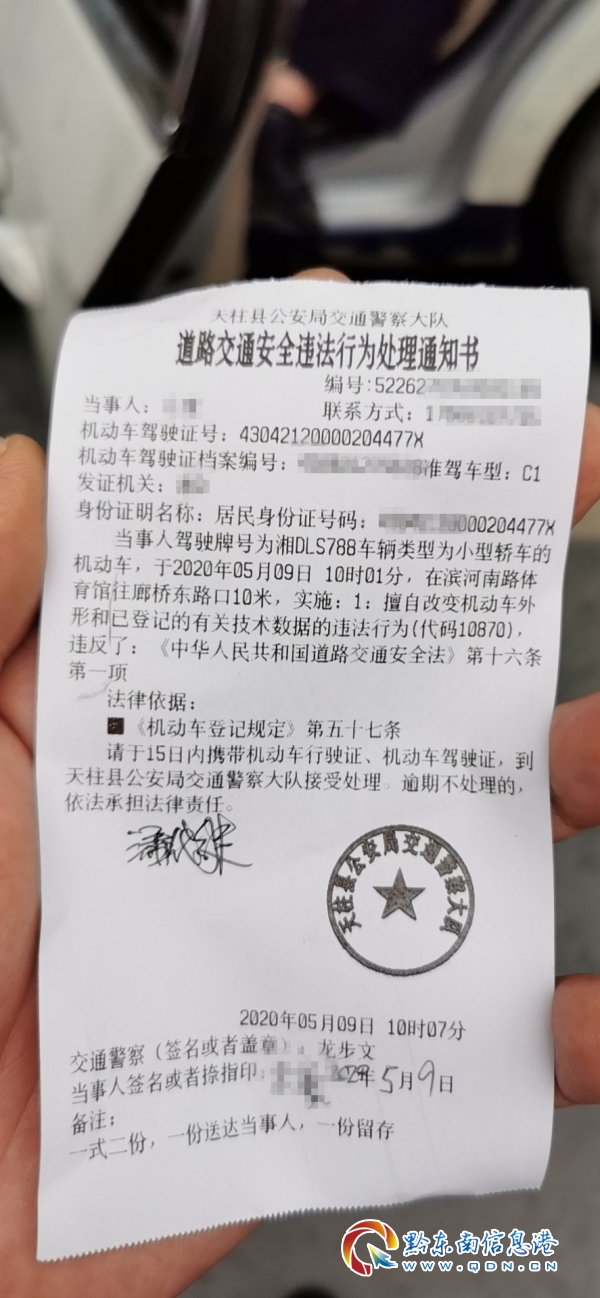 天柱县公安局交通警察大队
道路交通安全违法行为处理通知书
编号:52262
当事人:
联系方式:1
机动车驾驶证号:43042120000204477X
机动车驾驶证档案编号: 准驾车型:C1
发证机关:
身份证明名称:居民身份证号码: 0000204477X
当事人驾驶牌号为湘DLS788车辆类型为小型轿车的
机动车,于2020年05月09日 10时01分,在滨河南路体
育馆往廊桥东路口10米,实施:1:擅自改变机动车外
形和已登记的有关技术数据的违法行为(代码10870),
违反了:《中华人民共和国道路交通安全法》第十六条
第一项
法律依据:
《机动车登记规定》第五十七条
请于15日内携带机动车行驶证、机动车驾驶证,到
天柱县公安局交通警察大队接受处理。逾期不处理的,
依法承担法律责任。
天柱县公安局交通警察大队
2020年05月09日 10时07分
交通警察(签名或者盖章):龙步文
当事人签名或者捺指印: 年5月9日
备注:
一式二份,一份送达当事人,一份留存
黔东南信息港
WWW.QDN.CN